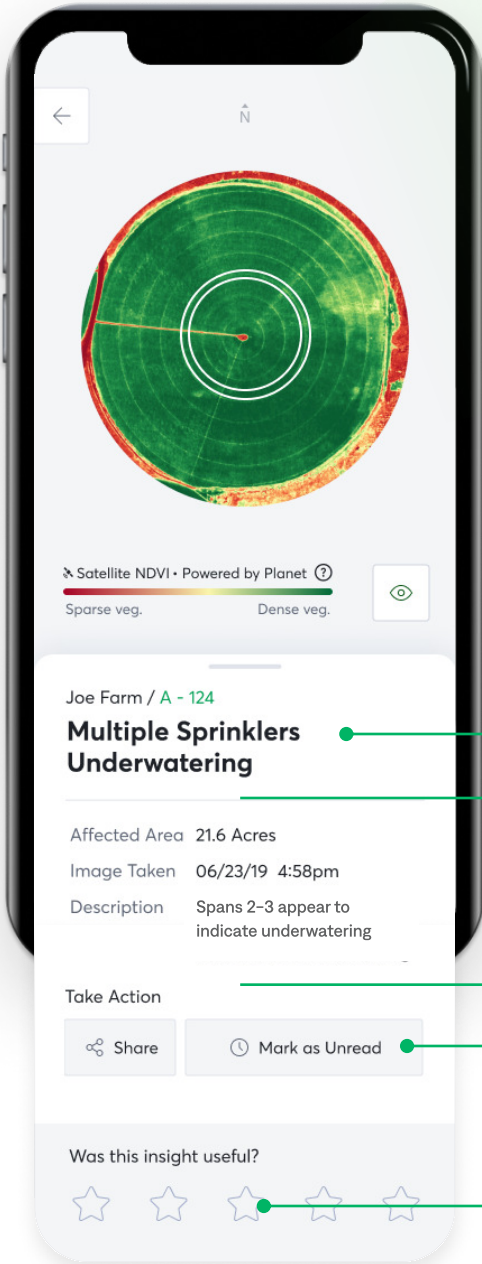 N
Satellite NDVI • Powered by Planet ?
Sparse veg. Dense veg.
Joe Farm / A - 124
Multiple Sprinklers
Underwatering
Affected Area 21.6 Acres
Image Taken 06/23/19 4:58pm
Description Spans 2-3 appear to
indicate underwatering
Take Action
Share Mark as Unread
Was this insight useful?